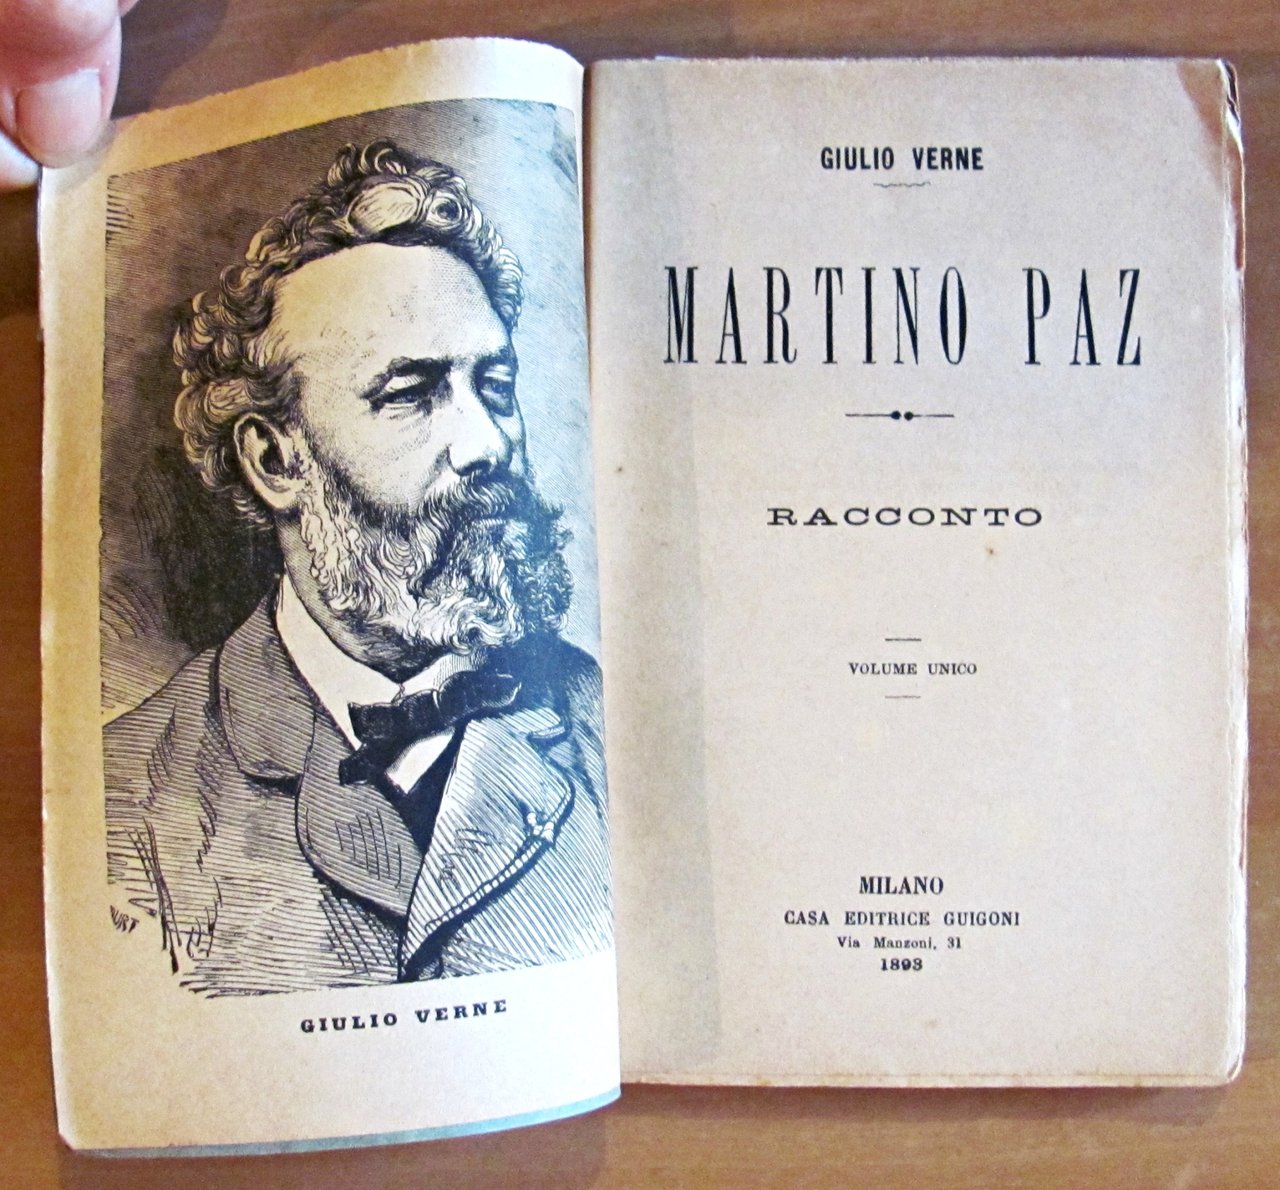 GIULIO VERNE
GIULIO VERNE
MARTINO PAZ
RACCONTO
VOLUME UNICO
MILANO
CASA EDITRICE GUIGONI
Via Manzoni, 31
1893